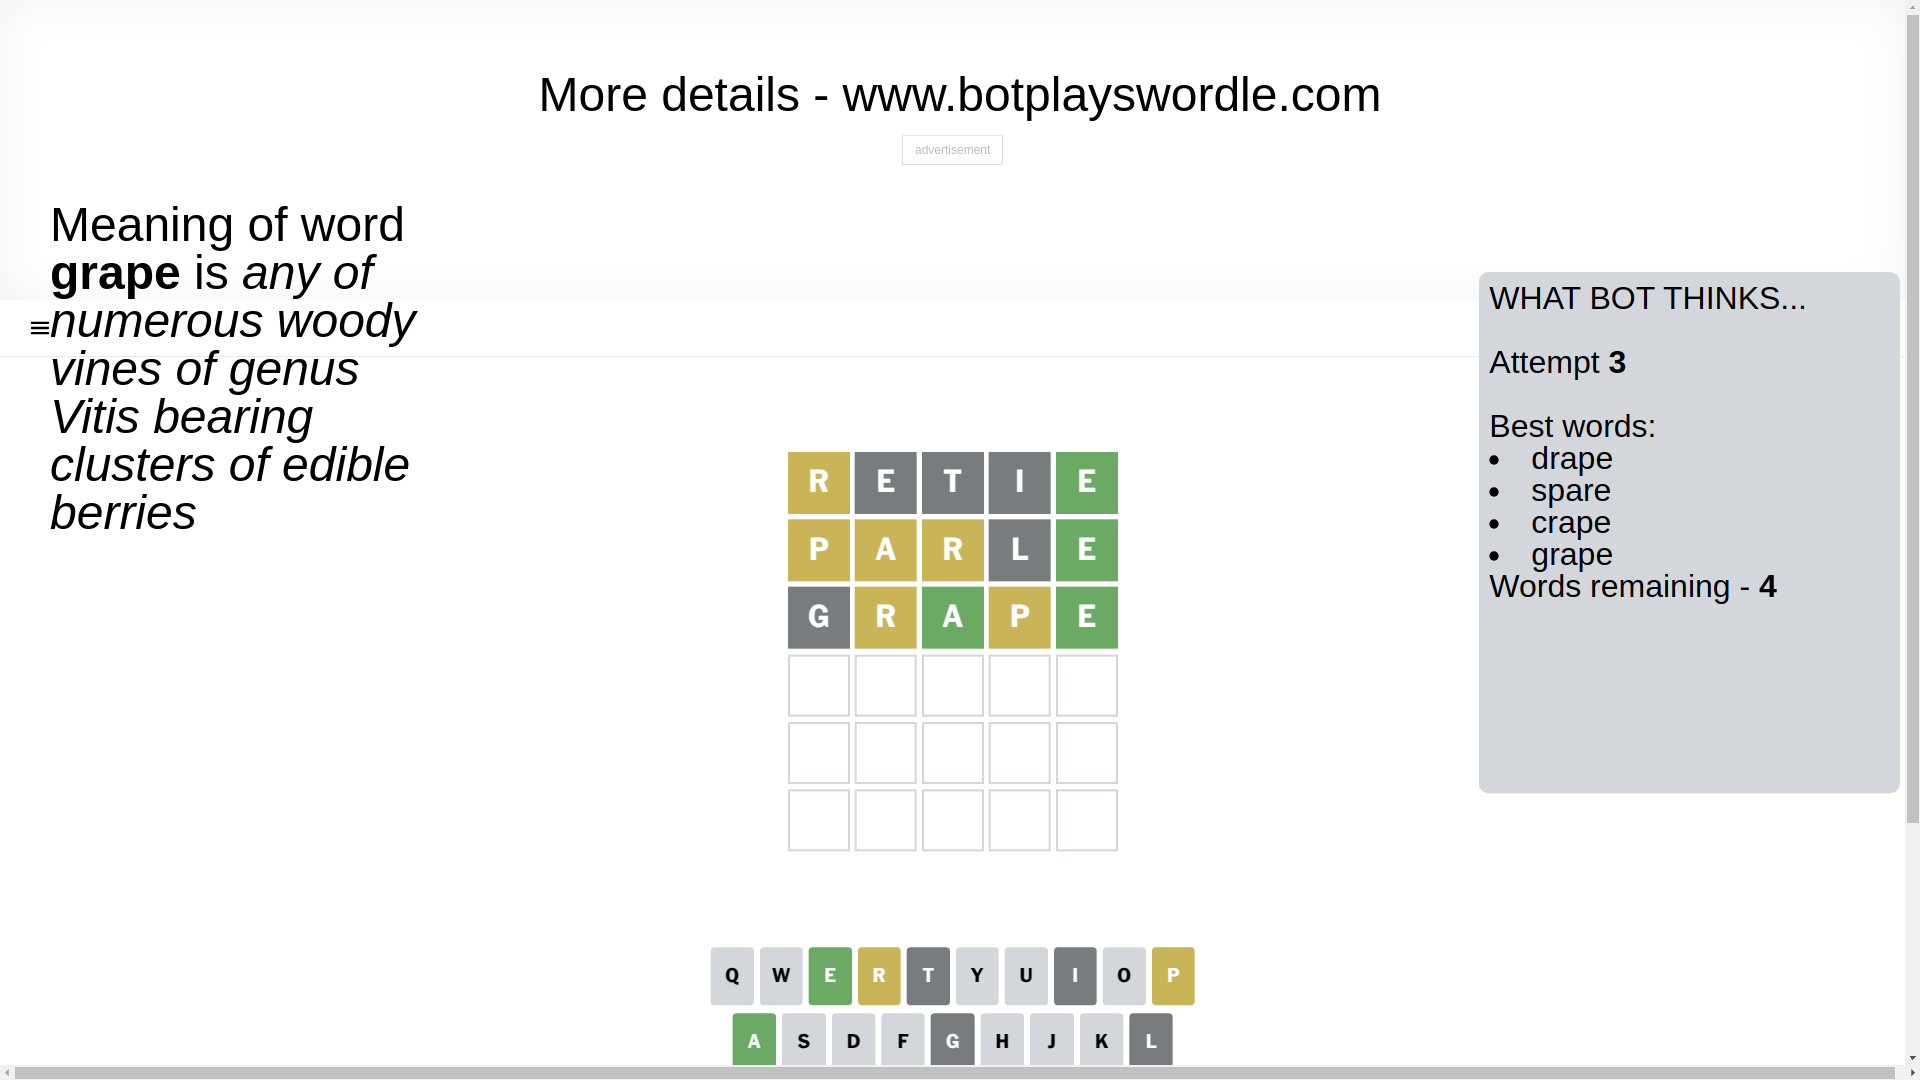 More details - www.botplayswordle.com
advertisement
Meaning of word
grape is any of
numerous woody
vines of genus
Vitis bearing
clusters of edible
berries
WHAT BOT THINKS...
Attempt 3
Best words:
• drape
• spare
• crape
• grape
Words remaining - 4
R E T I E
P A R L E
G R A P E
Q W E R T Y U I O P
A S D F G H J K L